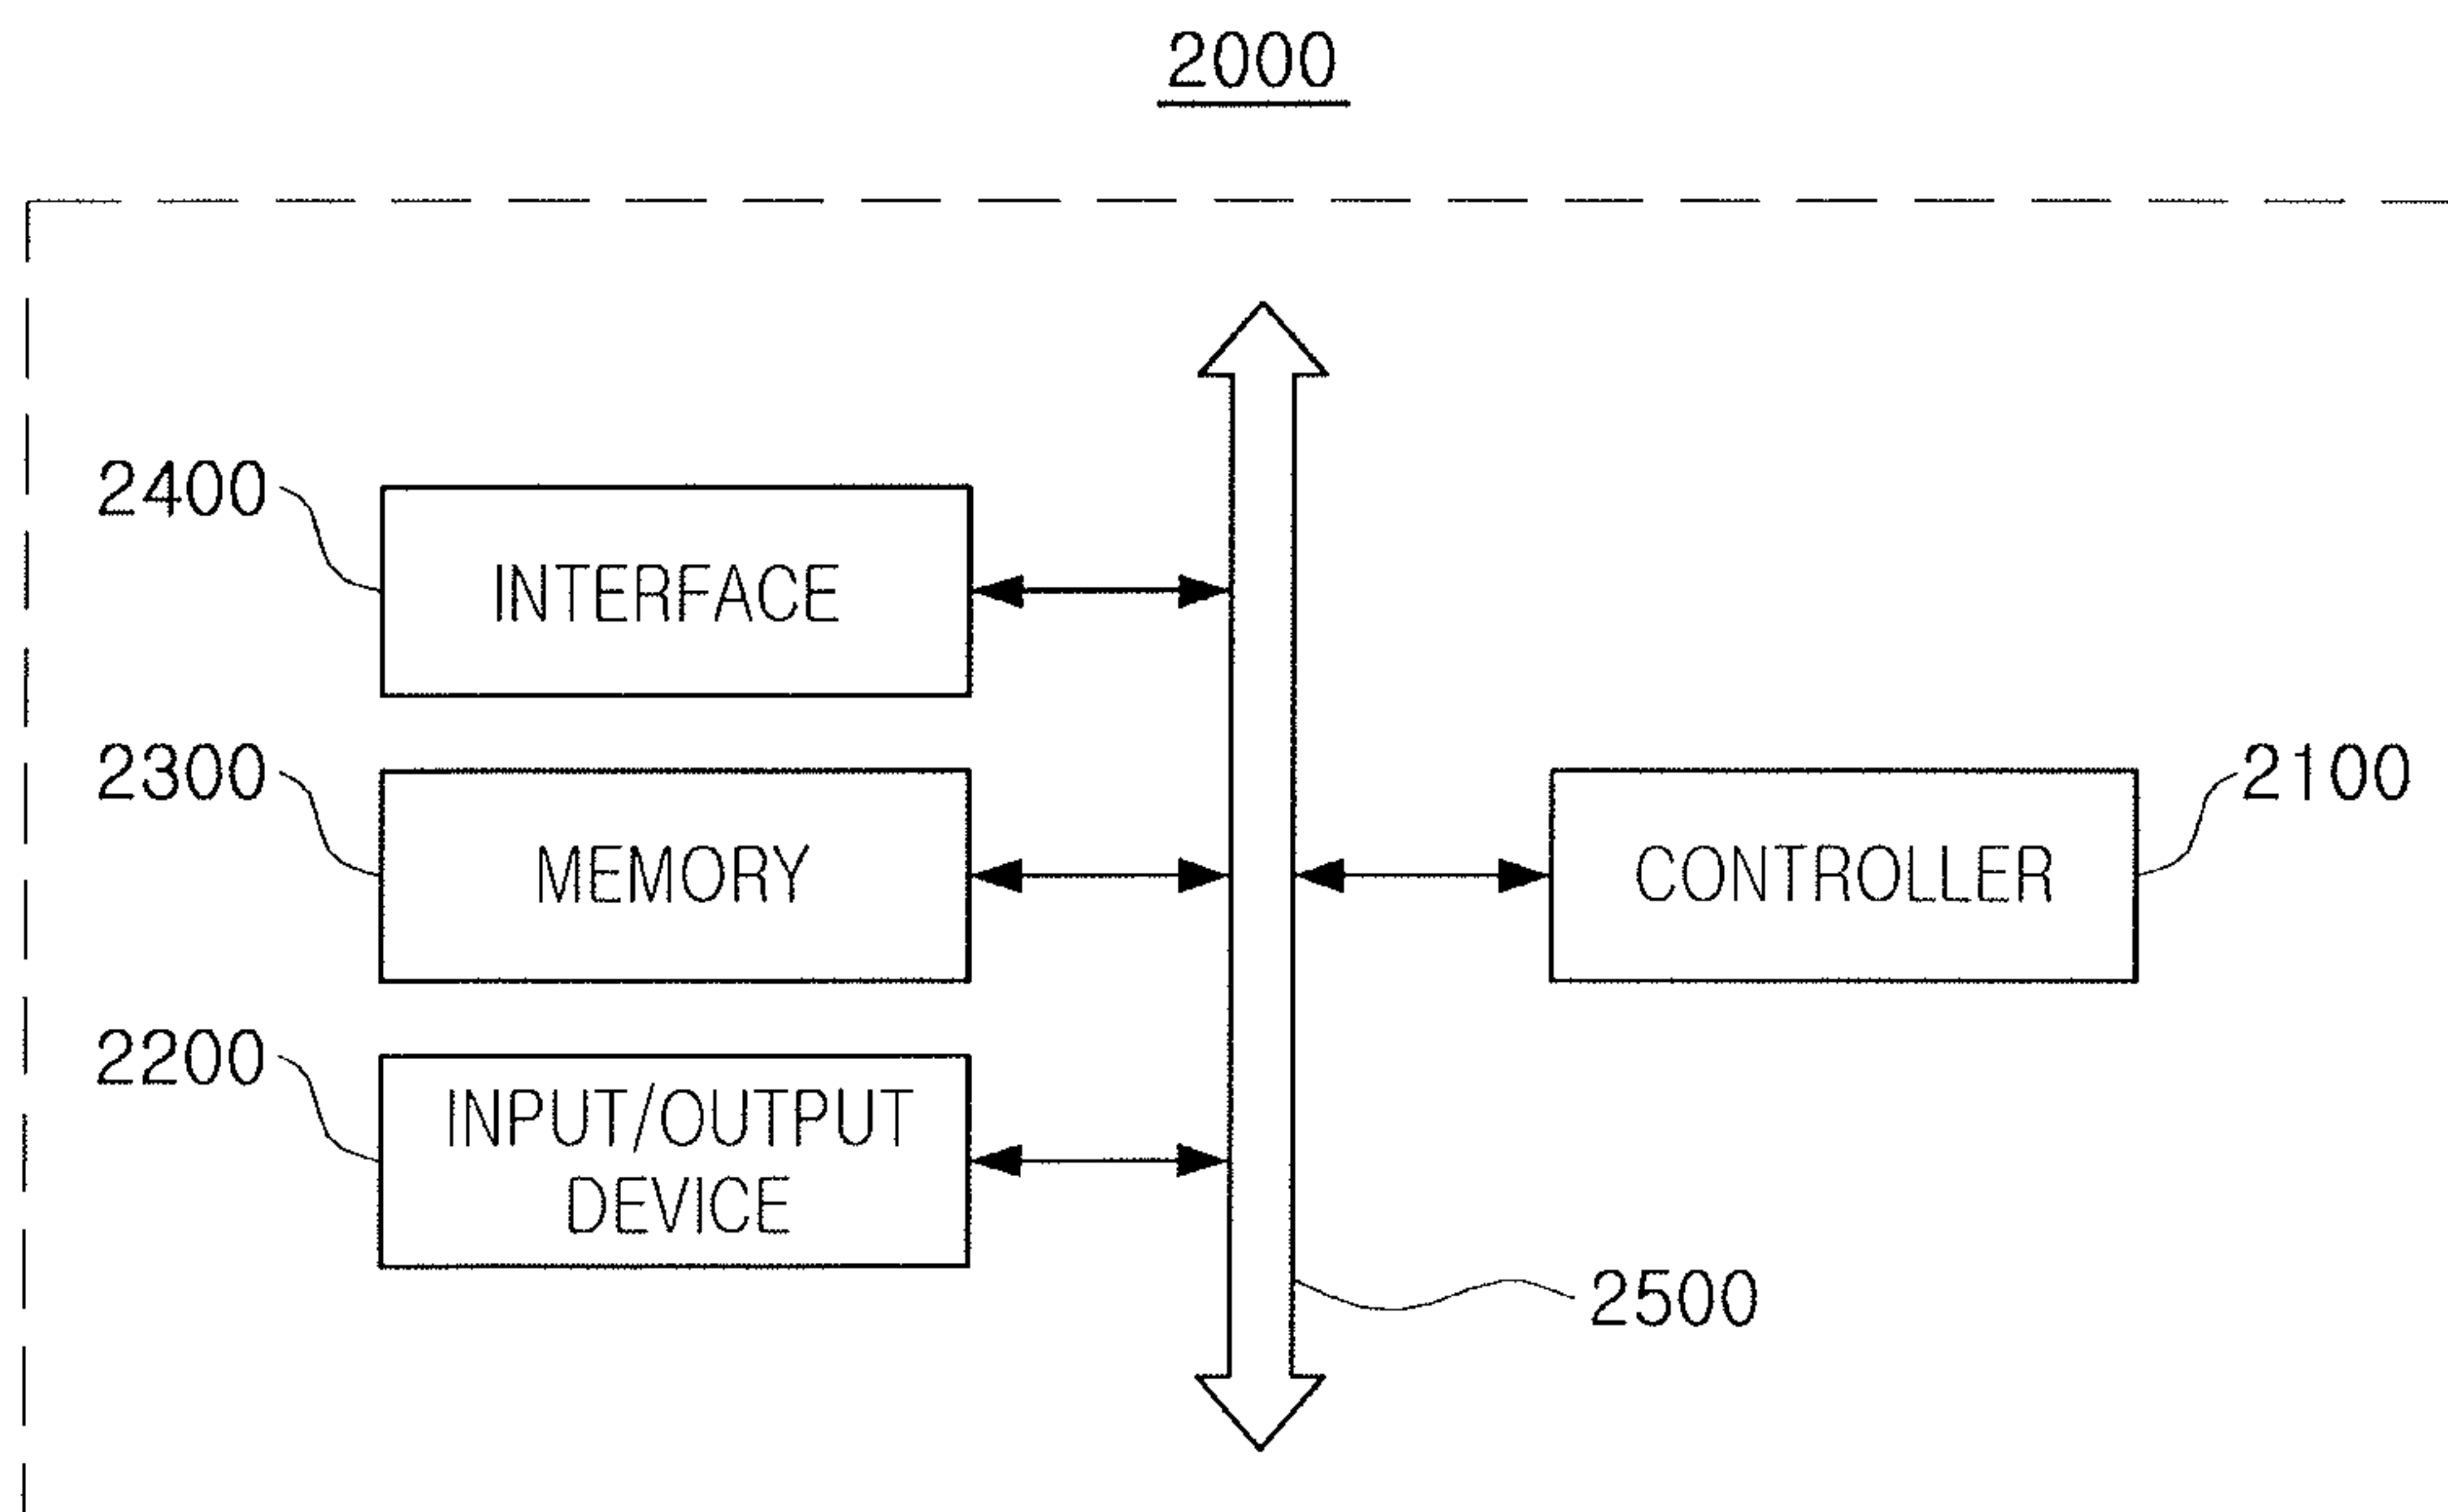 2000
2400
INTERFACE
2300
MEMORY
CONTROLLER
2100
2200
INPUT/OUTPUT
DEVICE
2500